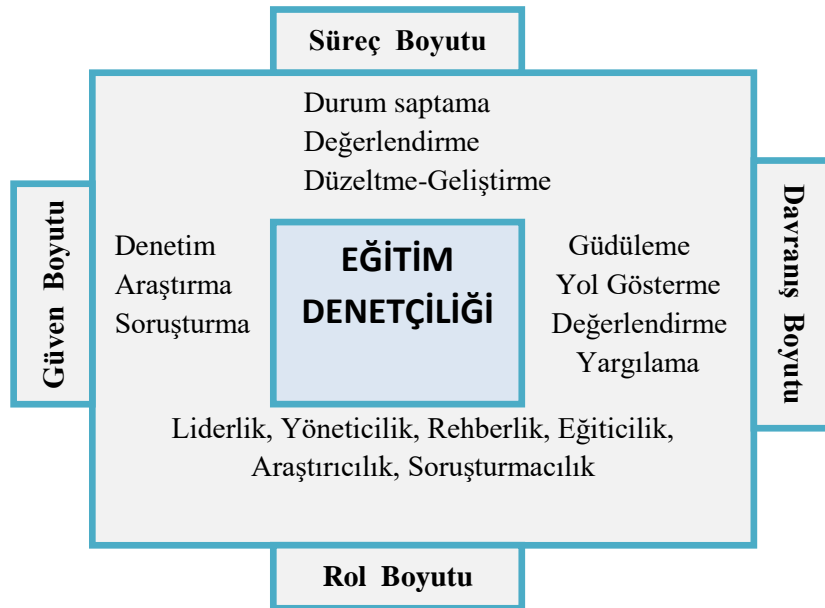 Süreç Boyutu
Durum saptama
Değerlendirme
Düzeltme-Geliştirme
Güven Boyutu
Denetim
Araştırma
Soruşturma
EĞİTİM
DENETÇİLİĞİ
Güdüleme
Yol Gösterme
Değerlendirme
Yargılama
Davranış Boyutu
Liderlik, Yöneticilik, Rehberlik, Eğiticilik,
Araştırıcılık, Soruşturmacılık
Rol Boyutu